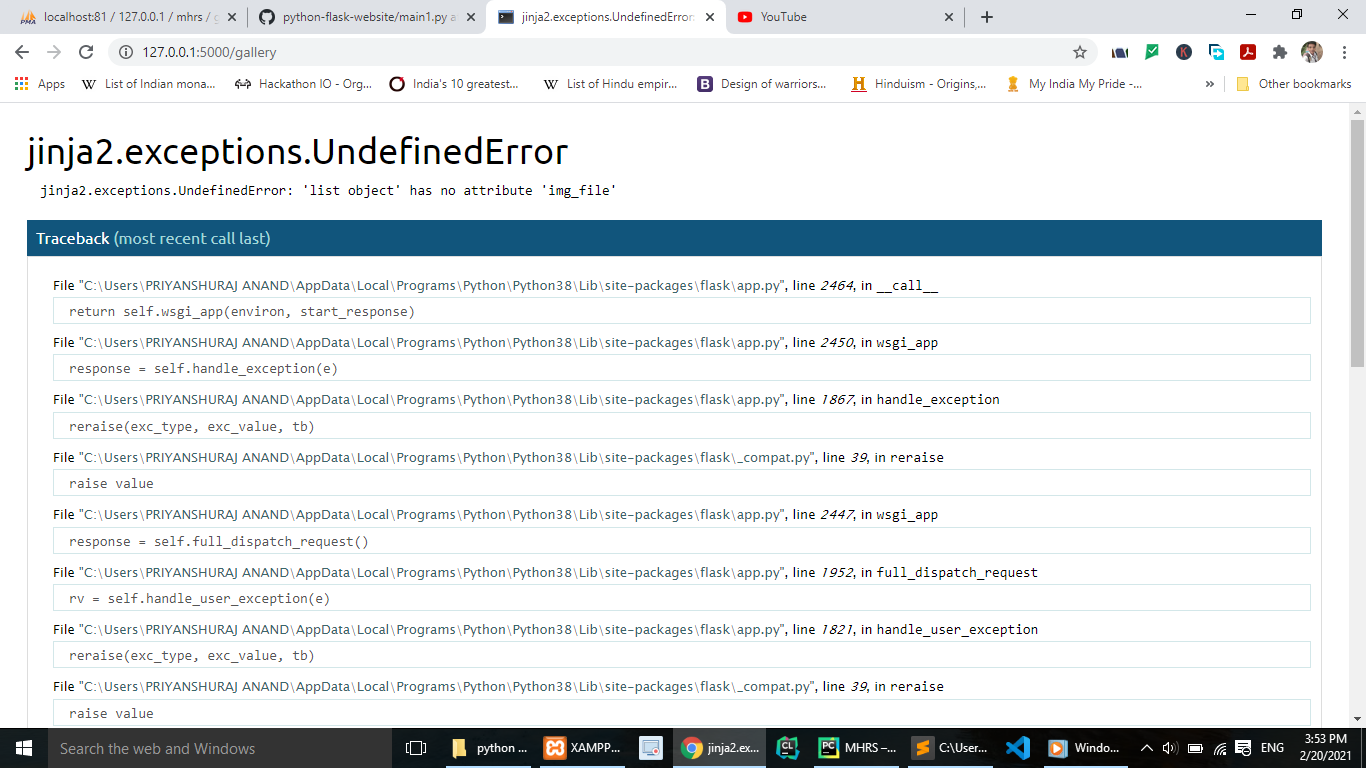 localhost:81 / 127.0.0.1 / mhrs / g
python-flask-website/main1.py a
jinja2.exceptions.UndefinedError:
YouTube
127.0.0.1:5000/gallery
Apps
List of Indian mona...
Hackathon IO - Org...
India's 10 greatest...
List of Hindu empir...
Design of warriors...
Hinduism - Origins,...
My India My Pride -...
»
Other bookmarks
jinja2.exceptions.UndefinedError
jinja2.exceptions.UndefinedError: 'list object' has no attribute 'img_file'
Traceback (most recent call last)
File "C:\Users\PRIYANSHURAJ ANAND\AppData\Local\Programs\Python\Python38\Lib\site-packages\flask\app.py", line 2464, in __call__
return self.wsgi_app(environ, start_response)
File "C:\Users\PRIYANSHURAJ ANAND\AppData\Local\Programs\Python\Python38\Lib\site-packages\flask\app.py", line 2450, in wsgi_app
response = self.handle_exception(e)
File "C:\Users\PRIYANSHURAJ ANAND\AppData\Local\Programs\Python\Python38\Lib\site-packages\flask\app.py", line 1867, in handle_exception
reraise(exc_type, exc_value, tb)
File "C:\Users\PRIYANSHURAJ ANAND\AppData\Local\Programs\Python\Python38\Lib\site-packages\flask\_compat.py", line 39, in reraise
raise value
File "C:\Users\PRIYANSHURAJ ANAND\AppData\Local\Programs\Python\Python38\Lib\site-packages\flask\app.py", line 2447, in wsgi_app
response = self.full_dispatch_request()
File "C:\Users\PRIYANSHURAJ ANAND\AppData\Local\Programs\Python\Python38\Lib\site-packages\flask\app.py", line 1952, in full_dispatch_request
rv = self.handle_user_exception(e)
File "C:\Users\PRIYANSHURAJ ANAND\AppData\Local\Programs\Python\Python38\Lib\site-packages\flask\app.py", line 1821, in handle_user_exception
reraise(exc_type, exc_value, tb)
File "C:\Users\PRIYANSHURAJ ANAND\AppData\Local\Programs\Python\Python38\Lib\site-packages\flask\_compat.py", line 39, in reraise
raise value
Search the web and Windows
python ...
XAMPP...
jinja2.ex...
MHRS –...
C:\User...
Windo...
ENG
3:53 PM
2/20/2021